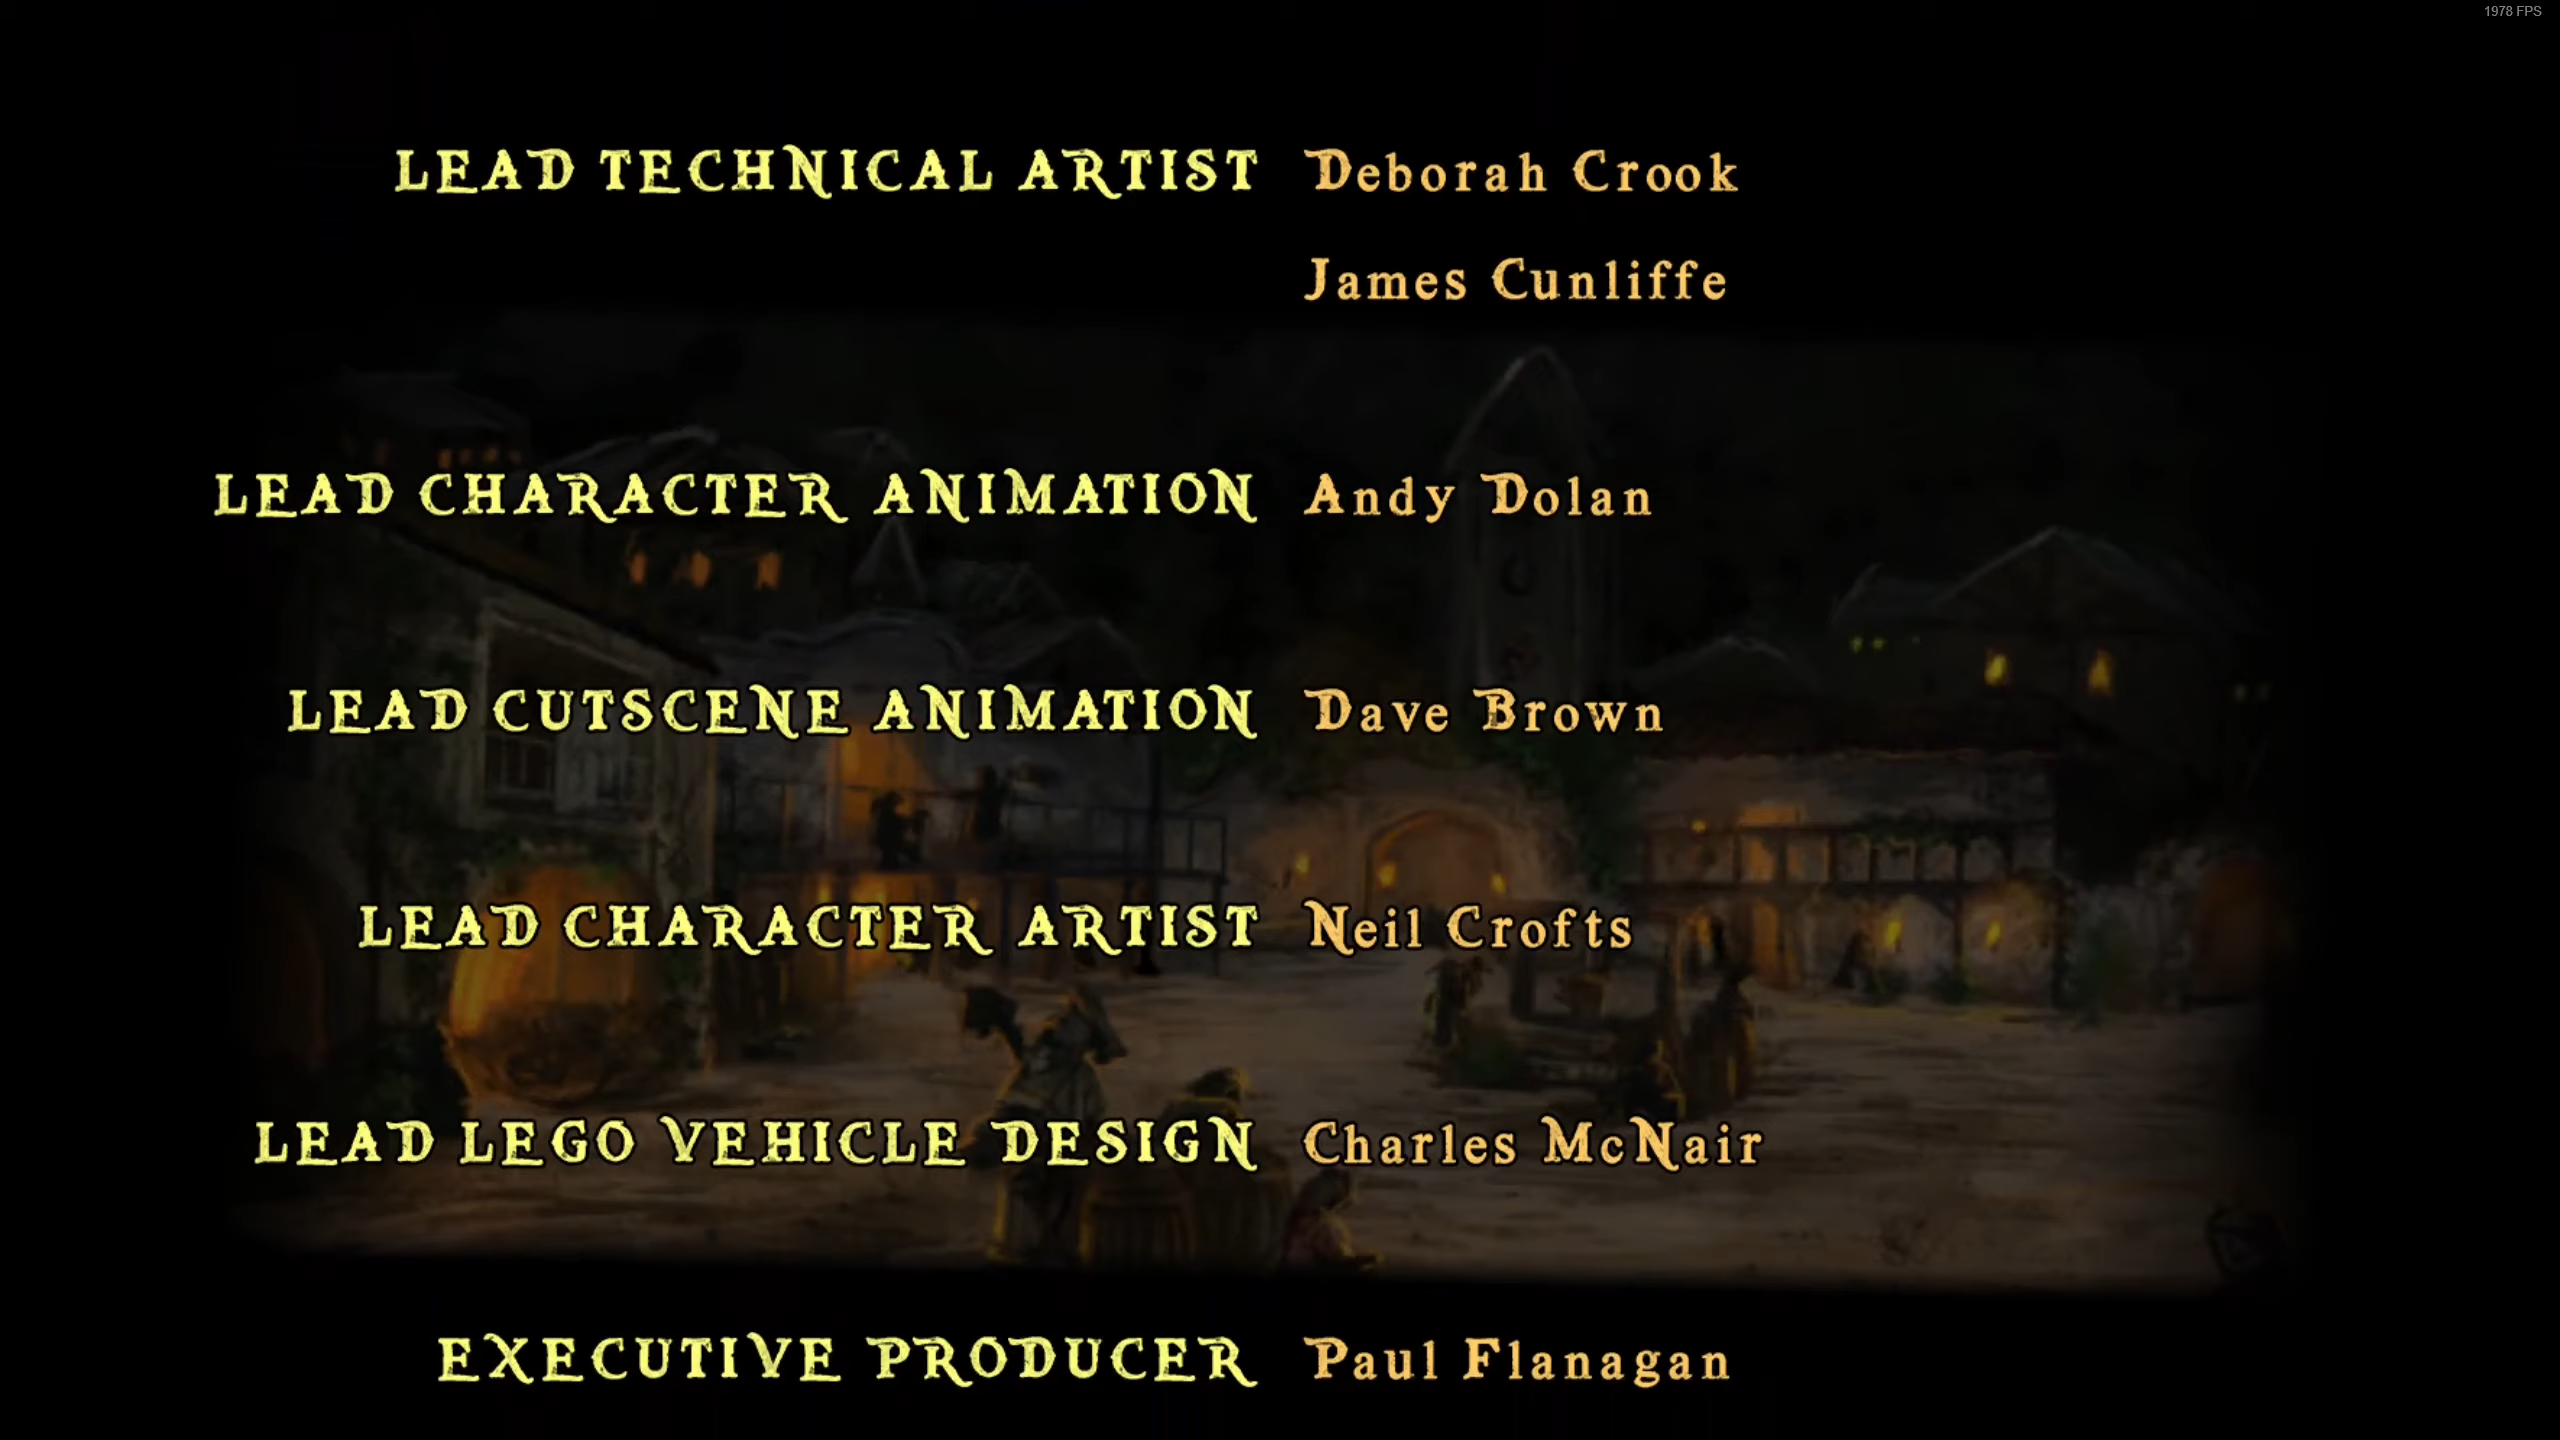 1978 FPS
LEAD TECHNICAL ARTIST Deborah Crook
James Cunliffe
LEAD CHARACTER ANIMATION Andy Dolan
LEAD CUTSCENE ANIMATION Dave Brown
LEAD CHARACTER ARTIST Neil Crofts
LEAD LEGO VEHICLE DESIGN Charles McNair
EXECUTIVE PRODUCER Paul Flanagan